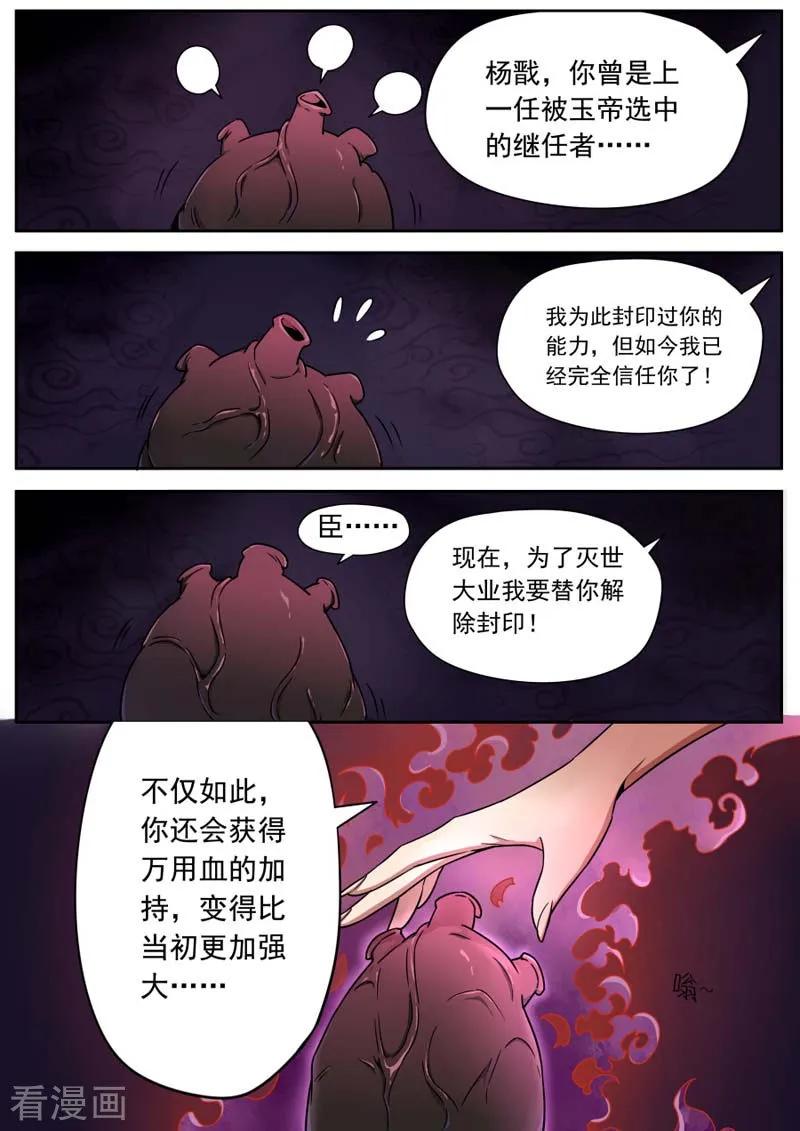 杨戬，你曾是上
一任被玉帝选中
的继任者……
我为此封印过你的
能力，但如今我已
经完全信任你了！
臣……
现在，为了灭世
大业我要替你解
除封印！
不仅如此，
你还会获得
万用血的加
持，变得比
当初更加强
大……
嗡~
看漫画